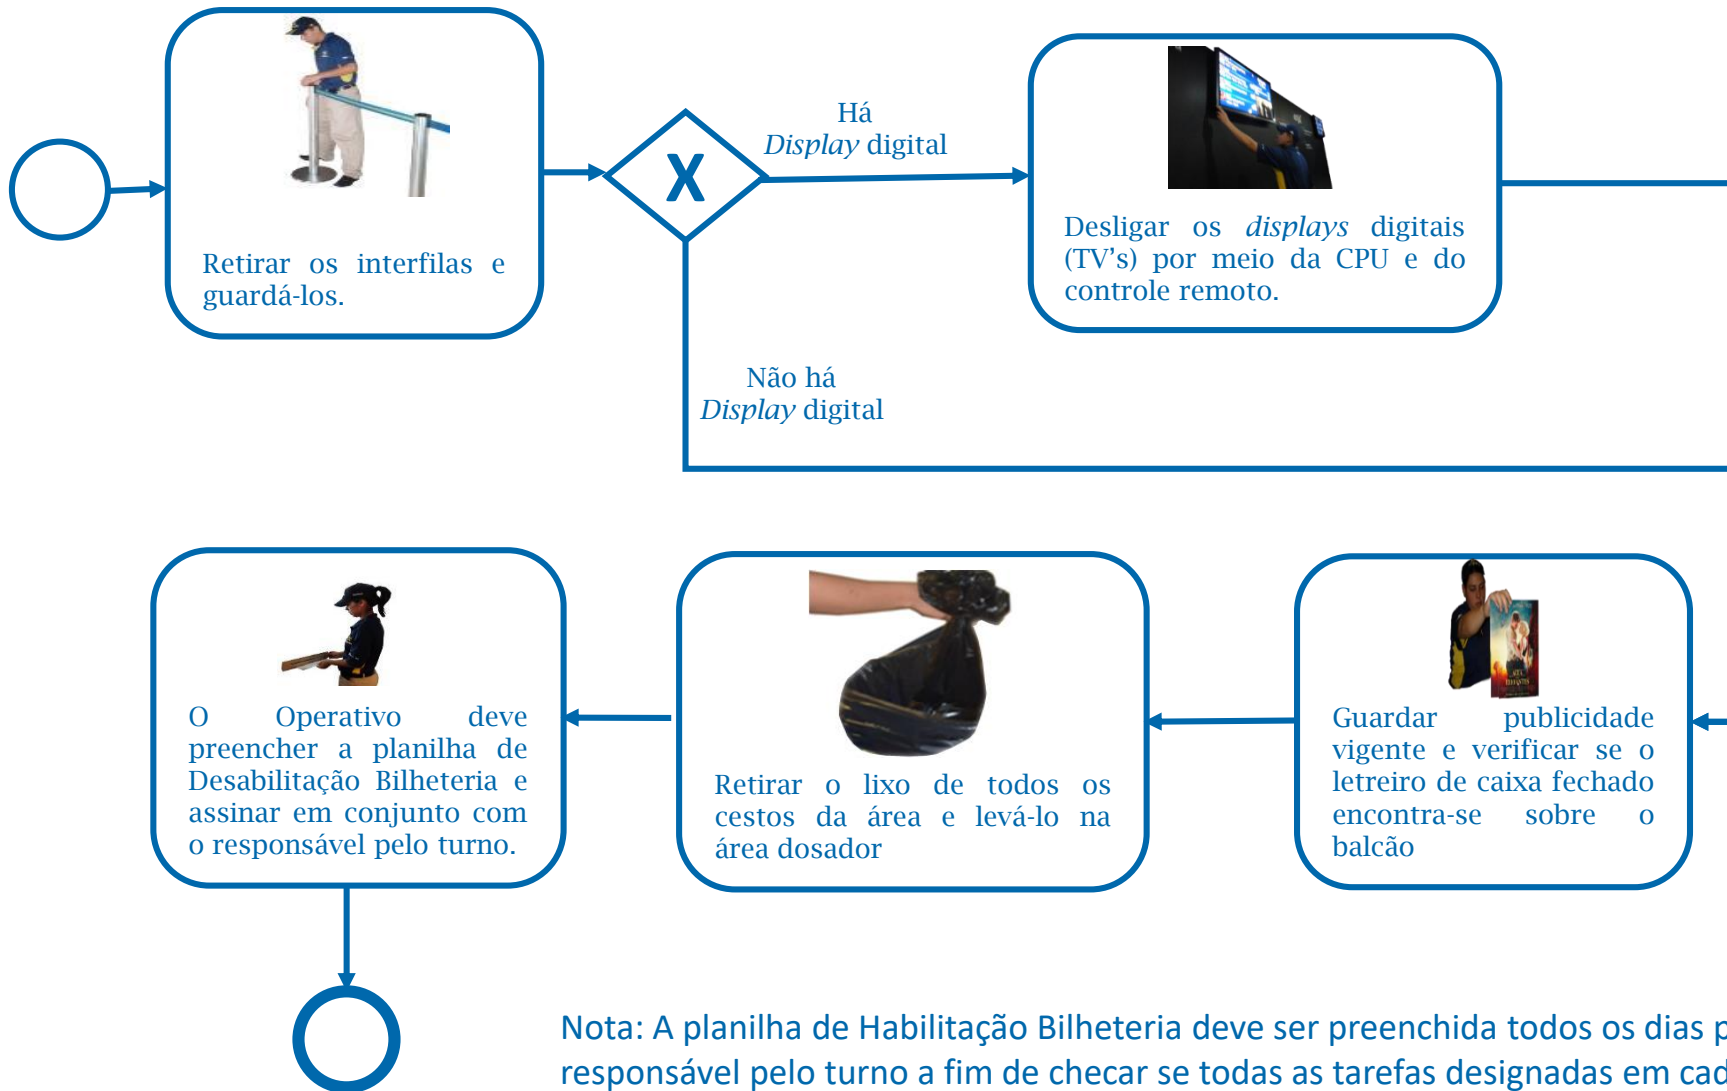 Retirar os interfilas e
guardá-los.
X
Há
Display digital
Desligar os displays digitais
(TV's) por meio da CPU e do
controle remoto.
Não há
Display digital
Guardar publicidade
vigente e verificar se o
letreiro de caixa fechado
encontra-se sobre o
balcão
Retirar o lixo de todos os
cestos da área e levá-lo na
área dosador
O Operativo deve
preencher a planilha de
Desabilitação Bilheteria e
assinar em conjunto com
o responsável pelo turno.
Nota: A planilha de Habilitação Bilheteria deve ser preenchida todos os dias
responsável pelo turno a fim de checar se todas as tarefas designadas em